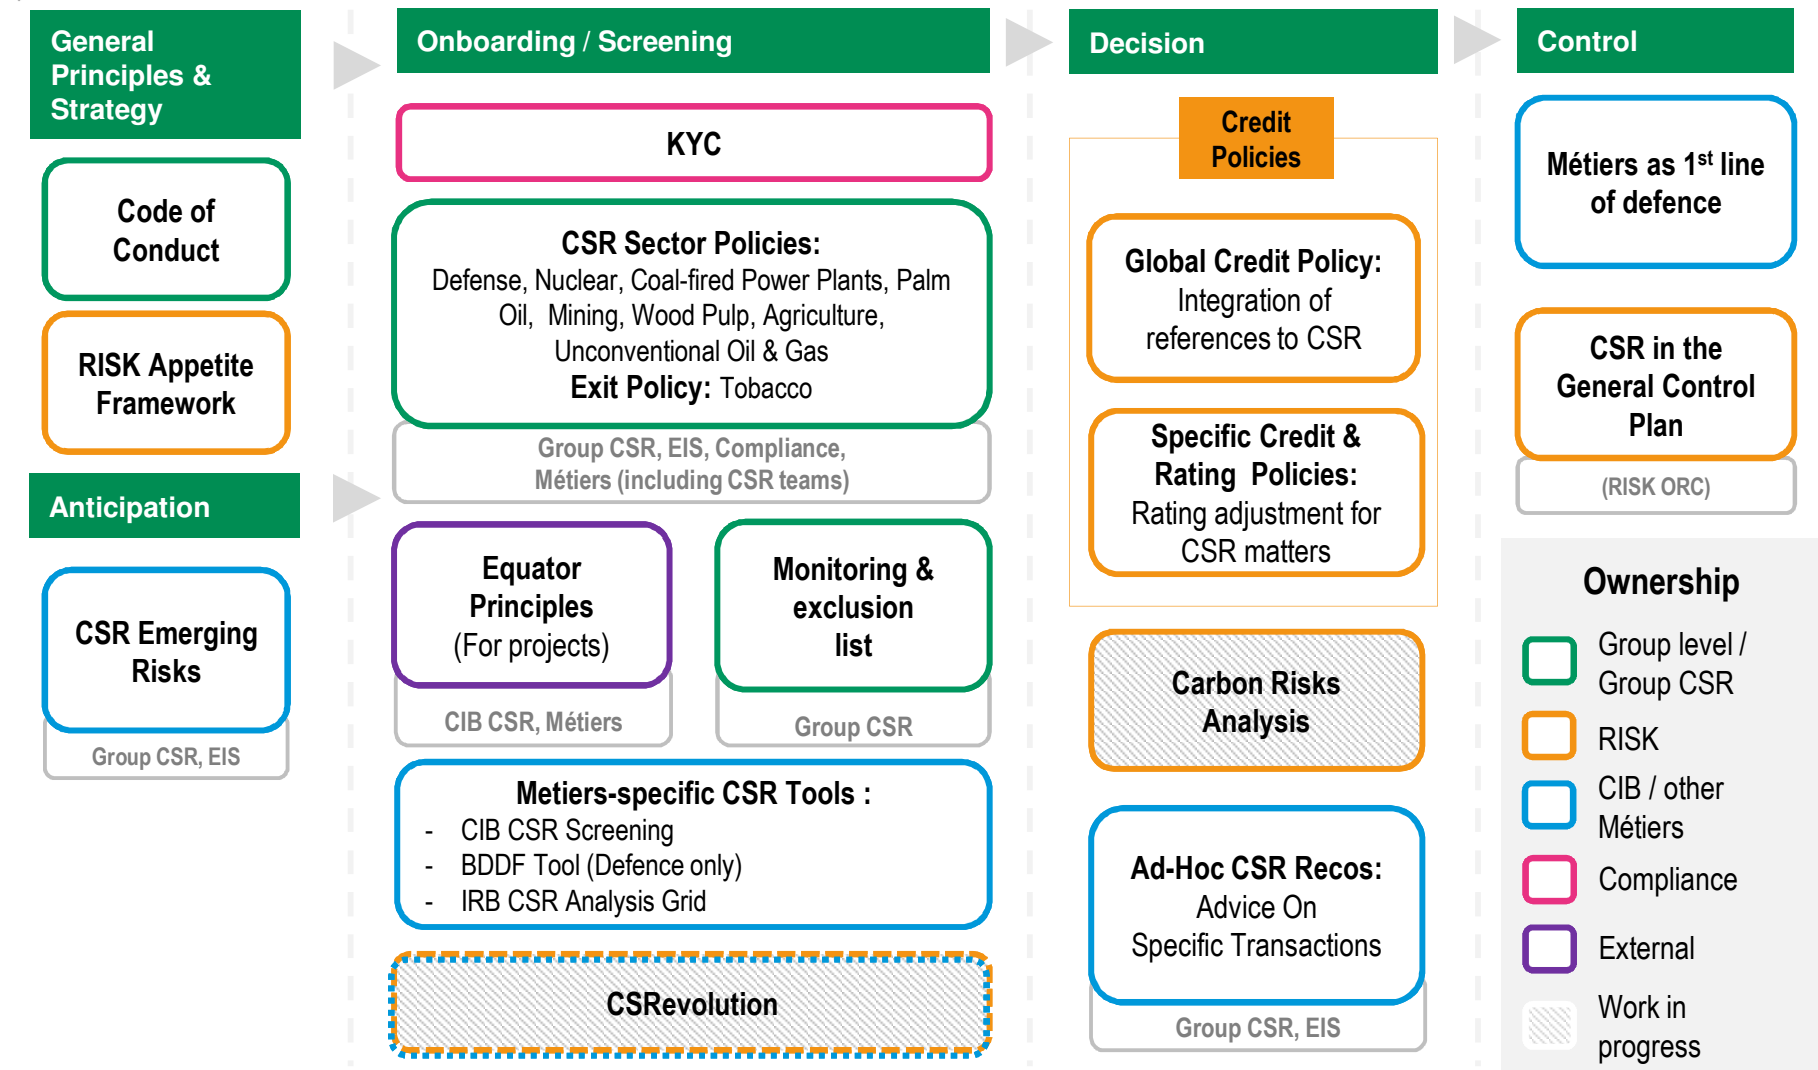 General
Principles &
Strategy
Code of
Conduct
RISK Appetite
Framework
Anticipation
CSR Emerging
Risks
Group CSR, EIS
Onboarding / Screening
KYC
CSR Sector Policies:
Defense, Nuclear, Coal-fired Power Plants, Palm
Oil, Mining, Wood Pulp, Agriculture,
Unconventional Oil & Gas
Exit Policy: Tobacco
Group CSR, EIS, Compliance,
Métiers (including CSR teams)
Equator
Principles
(For projects)
CIB CSR, Métiers
Monitoring &
exclusion
list
Group CSR
Metiers-specific CSR Tools :
- CIB CSR Screening
- BDDF Tool (Defence only)
- IRB CSR Analysis Grid
CSRevolution
Decision
Credit
Policies
Global Credit Policy:
Integration of
references to CSR
Specific Credit &
Rating Policies:
Rating adjustment for
CSR matters
Carbon Risks
Analysis
Ad-Hoc CSR Recos:
Advice On
Specific Transactions
Group CSR, EIS
Control
Métiers as 1st line
of defence
CSR in the
General Control
Plan
(RISK ORC)
Ownership
Group level /
Group CSR
RISK
CIB / other
Métiers
Compliance
External
Work in
progress